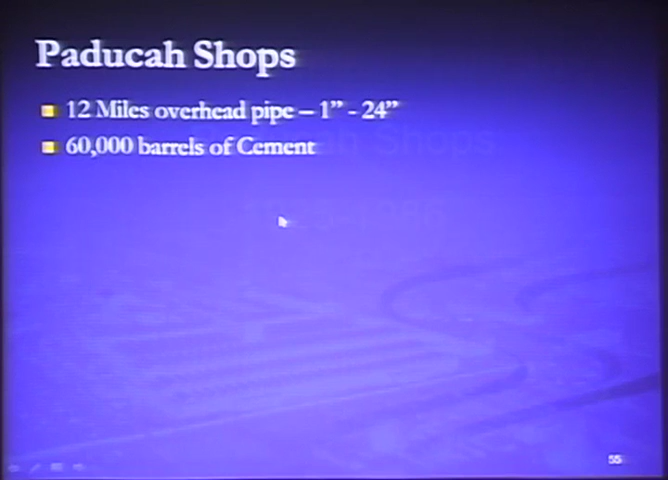 Paducah Shops
12 Miles overhead pipe – 1” - 24”
60,000 barrels of Cement
55